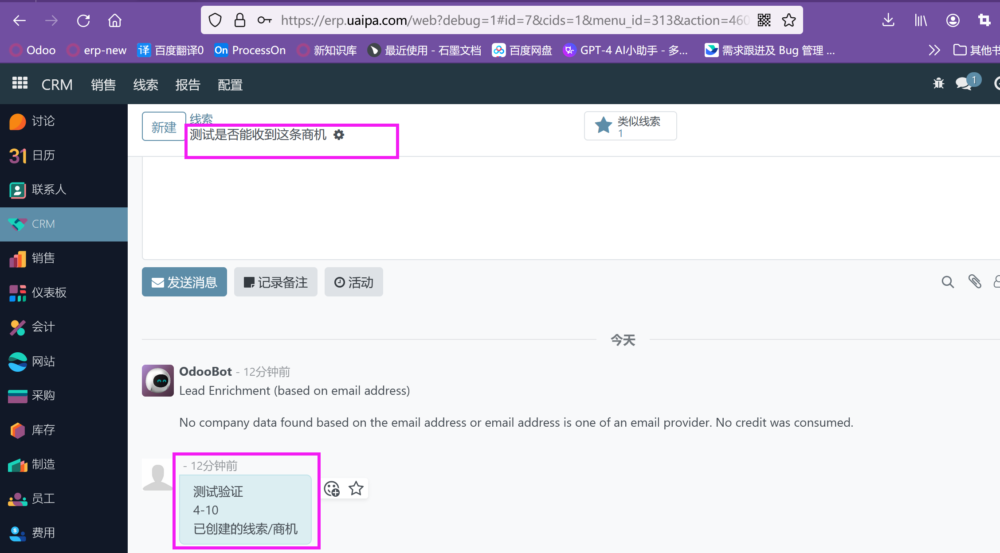 https://erp.uaipa.com/web?debug=1#id=7&cids=1&menu_id=313&action=460
Odoo
erp-new
译 百度翻译0
On ProcessOn
新知识库
最近使用 - 石墨文档
百度网盘
GPT-4 AI小助手 - 多...
需求跟进及 Bug 管理 ...
其他书
CRM
销售
线索
报告
配置
1
讨论
31 日历
联系人
CRM
销售
仪表板
会计
网站
采购
库存
制造
员工
$ 费用
新建
线索
测试是否能收到这条商机
类似线索
1
发送消息
记录备注
活动
今天
OdooBot - 12分钟前
Lead Enrichment (based on email address)
No company data found based on the email address or email address is one of an email provider. No credit was consumed.
- 12分钟前
测试验证
4-10
已创建的线索/商机